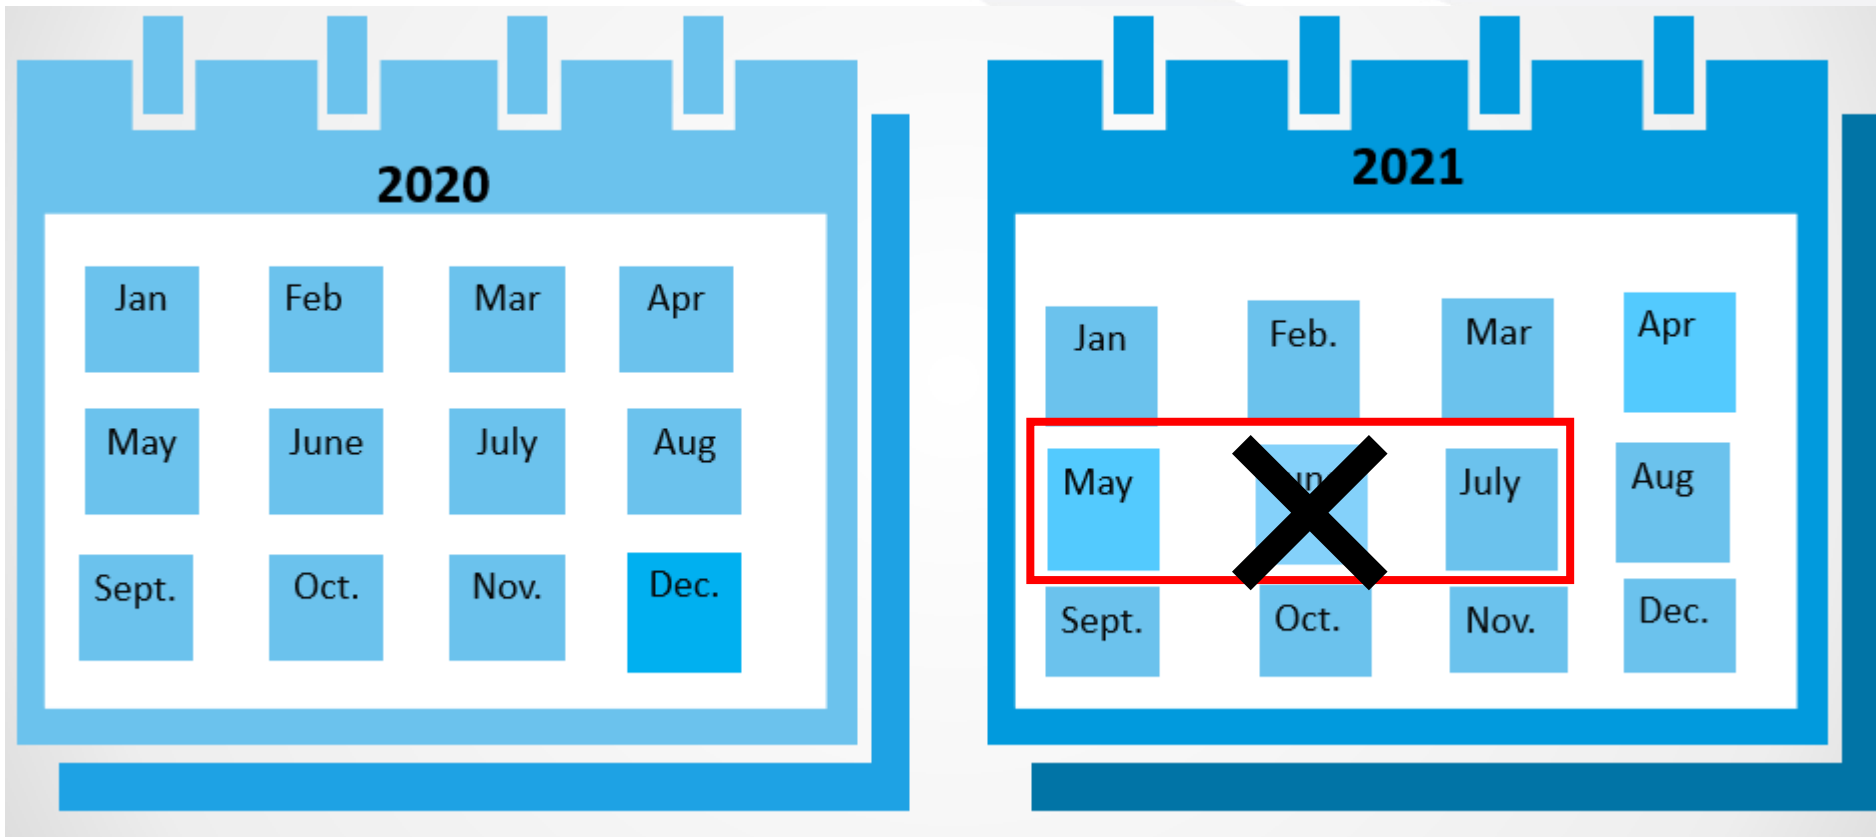 2020
Jan Feb Mar Apr
May June July Aug
Sept. Oct. Nov. Dec.
2021
Jan Feb. Mar Apr
May July Aug
Sept. Oct. Nov. Dec.